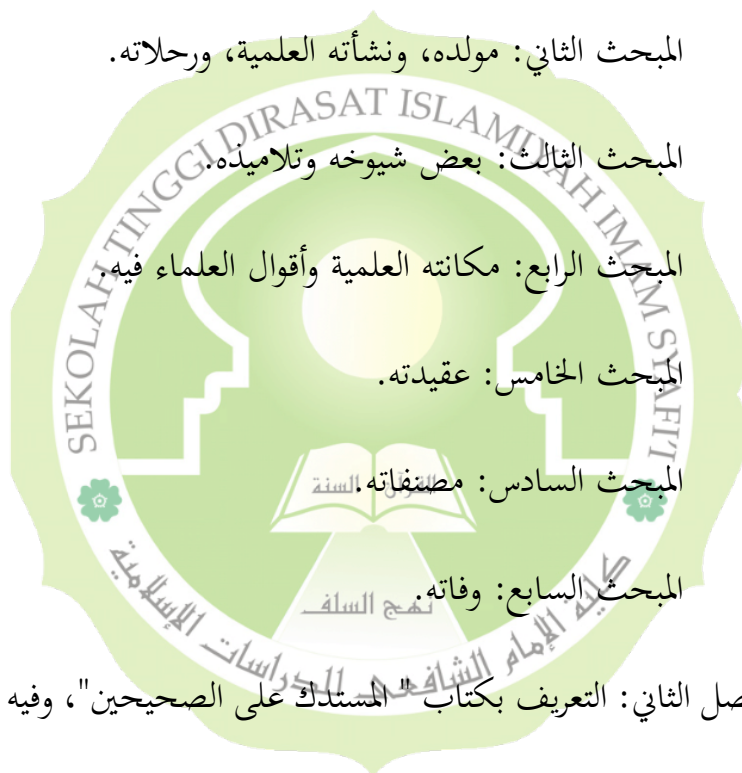 المبحث الثاني: مولده، ونشأته العلمية، ورحلاته.
SEKOLAH TINGGI DIRASAT ISLAMIYAH IMAM SYAFI'I
المبحث الثالث: بعض شيوخه وتلاميذه.
المبحث الرابع: مكانته العلمية وأقوال العلماء فيه.
المبحث الخامس: عقيدته.
القرآن السنة
المبحث السادس: مصنفاته.
نهج السلف
المبحث السابع: وفاته.
كلية الإمام الشافعي للدراسات الإسلامية
صل الثاني: التعريف بكتاب " المستدك على الصحيحين"، وفيه